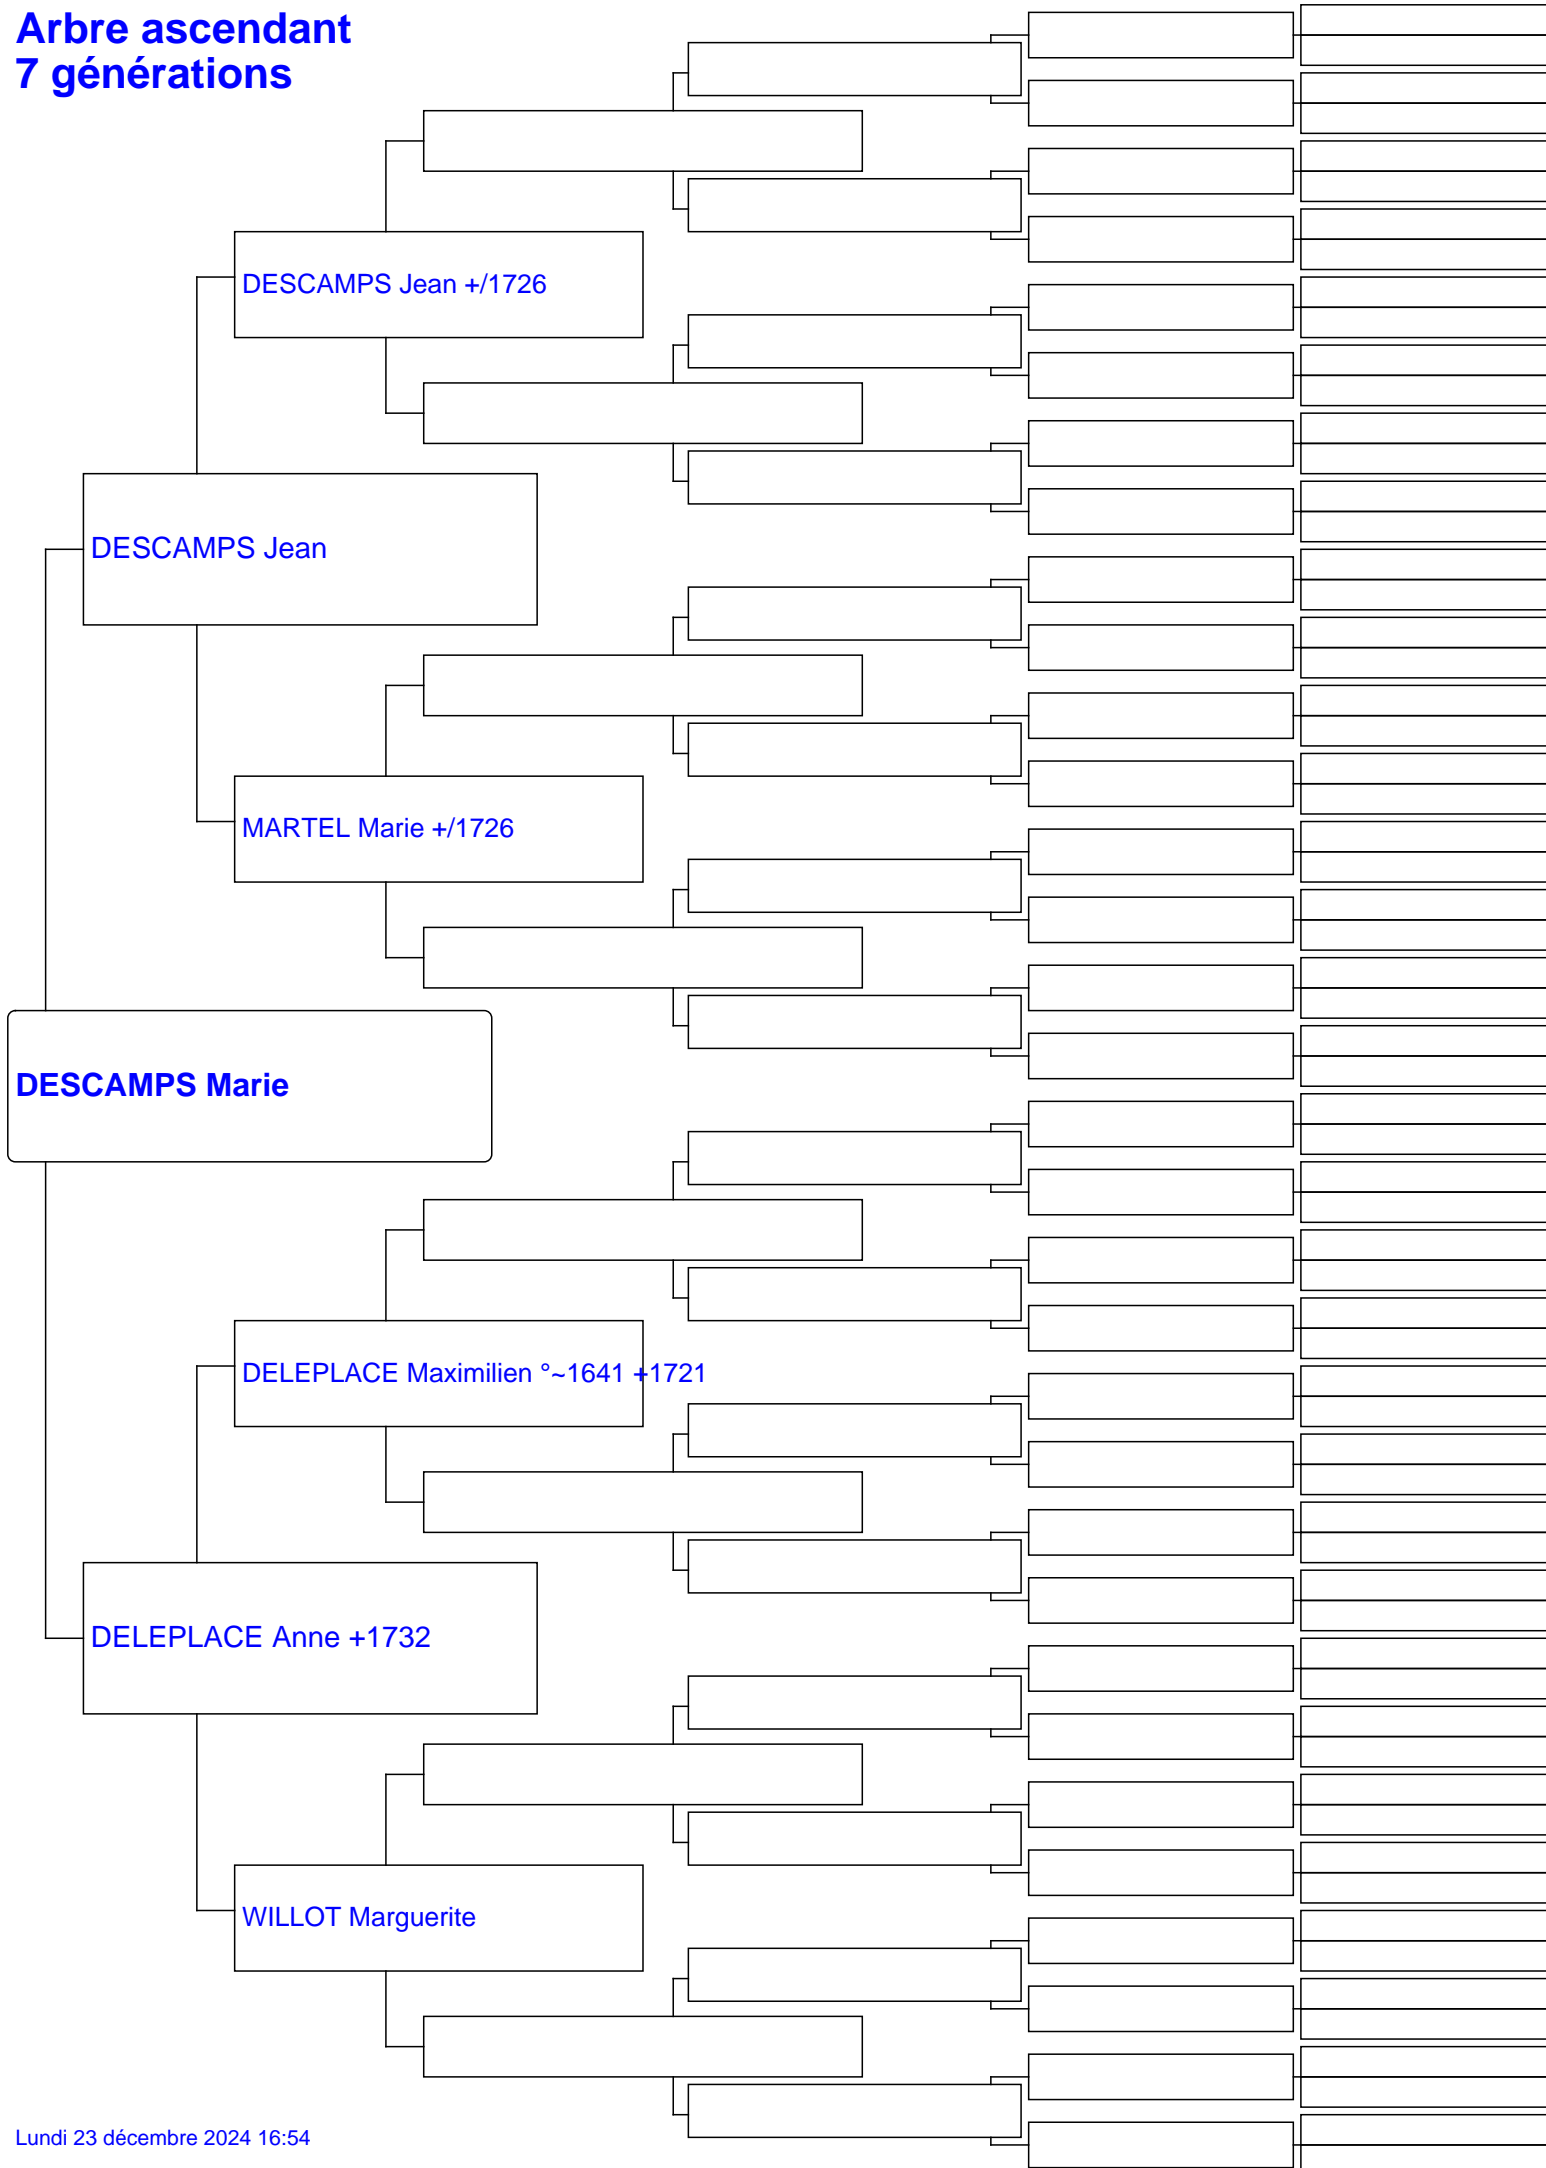 Arbre ascendant
7 générations
DESCAMPS Jean +/1726
DESCAMPS Jean
MARTEL Marie +/1726
DESCAMPS Marie
DELEPLACE Maximilien °~1641 +1721
DELEPLACE Anne +1732
WILLOT Marguerite
Lundi 23 décembre 2024 16:54